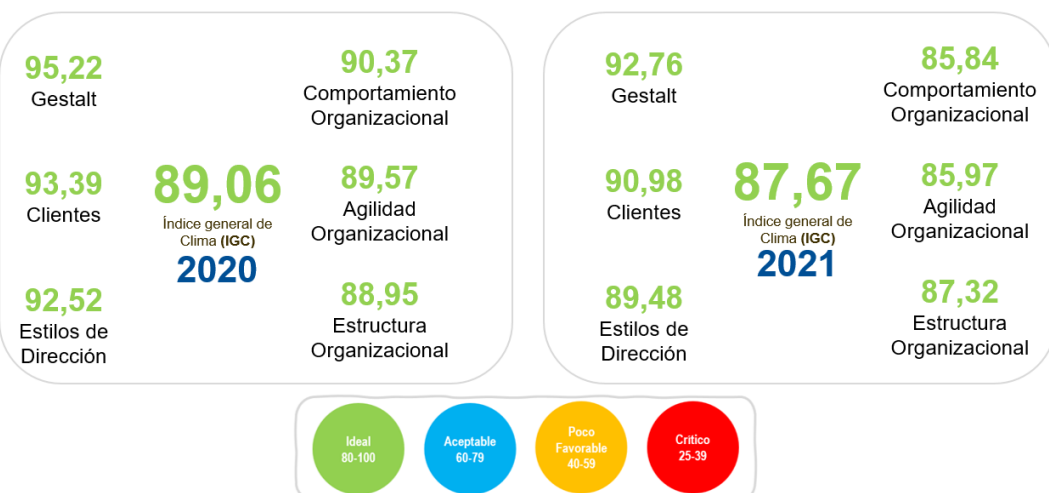 95,22
Gestalt
90,37
Comportamiento
Organizacional
93,39
Clientes
89,06
Índice general de
Clima (IGC)
2020
89,57
Agilidad
Organizacional
92,52
Estilos de
Dirección
88,95
Estructura
Organizacional
92,76
Gestalt
85,84
Comportamiento
Organizacional
90,98
Clientes
87,67
Índice general de
Clima (IGC)
2021
85,97
Agilidad
Organizacional
89,48
Estilos de
Dirección
87,32
Estructura
Organizacional
Ideal
80-100
Aceptable
60-79
Poco
Favorable
40-59
Crítico
25-39